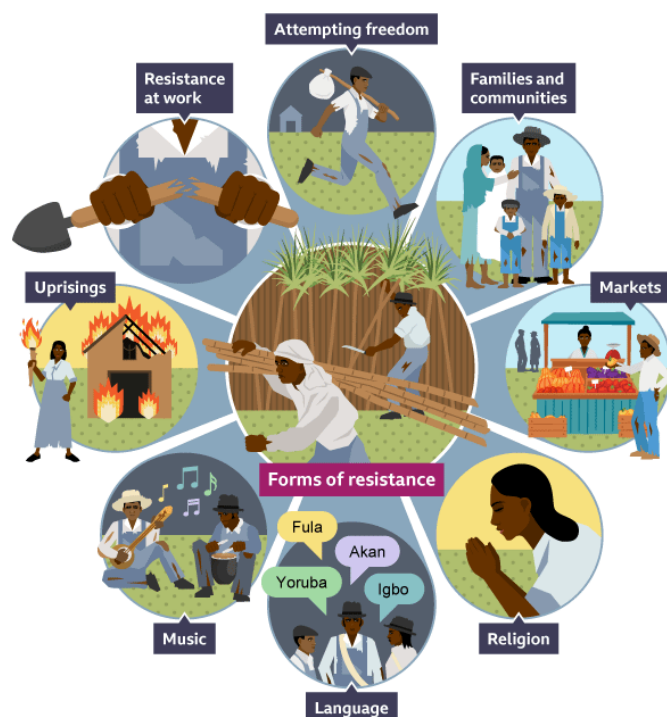 Attempting freedom
Resistance
at work
Families and
communities
Uprisings
Markets
Forms of resistance
Fula
Akan
Yoruba
Igbo
Music
Religion
Language